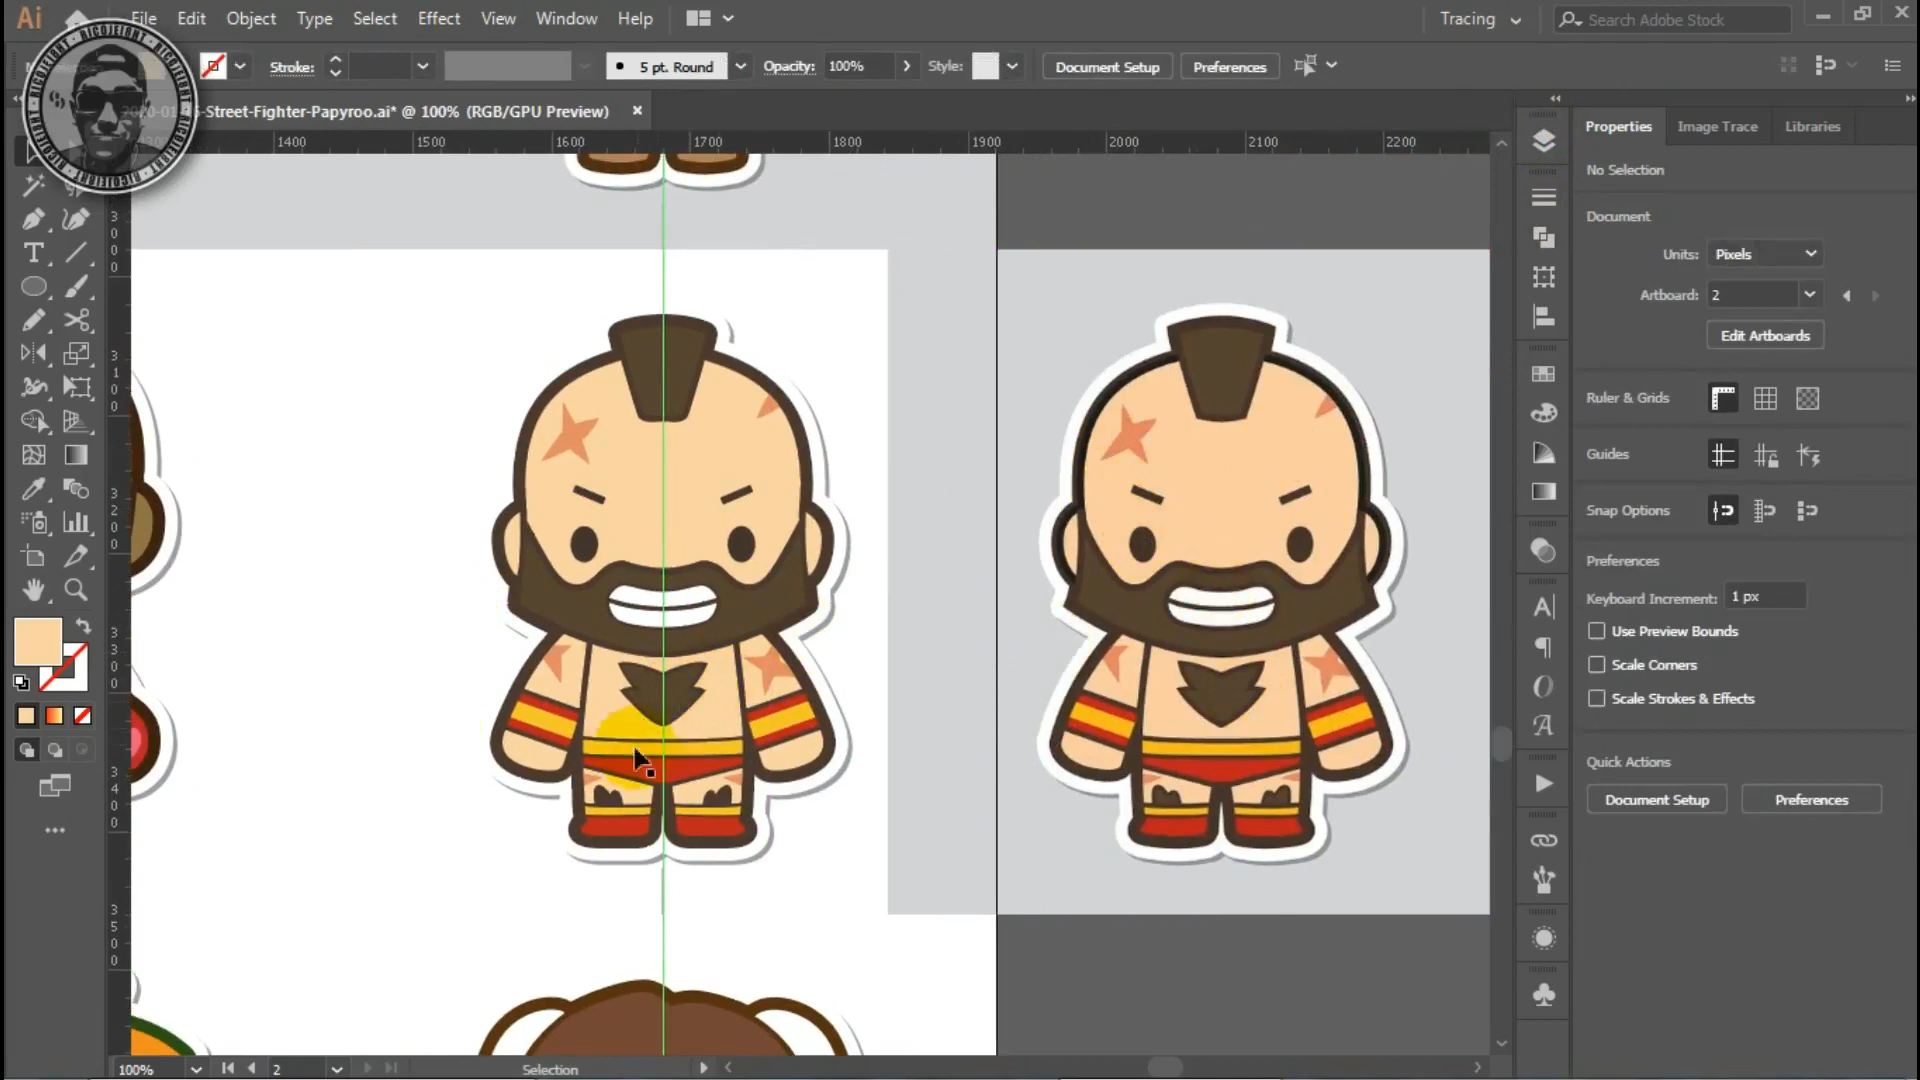 Ai File Edit Object Type Select Effect View Window Help Tracing Search Adobe Stock
Stroke: 5 pt. Round Opacity: 100% Style: Document Setup Preferences
-Street-Fighter-Papyroo.ai* @ 100% (RGB/GPU Preview) ×
RICOJEIGHT
1400 1500 1600 1700 1800 1900 2000 2100 2200
Properties Image Trace Libraries
No Selection
Document
Units: Pixels
Artboard: 2
Edit Artboards
Ruler & Grids
Guides
Snap Options
Preferences
Keyboard Increment: 1 px
Use Preview Bounds
Scale Corners
Scale Strokes & Effects
Quick Actions
Document Setup Preferences
100% 2 Selection